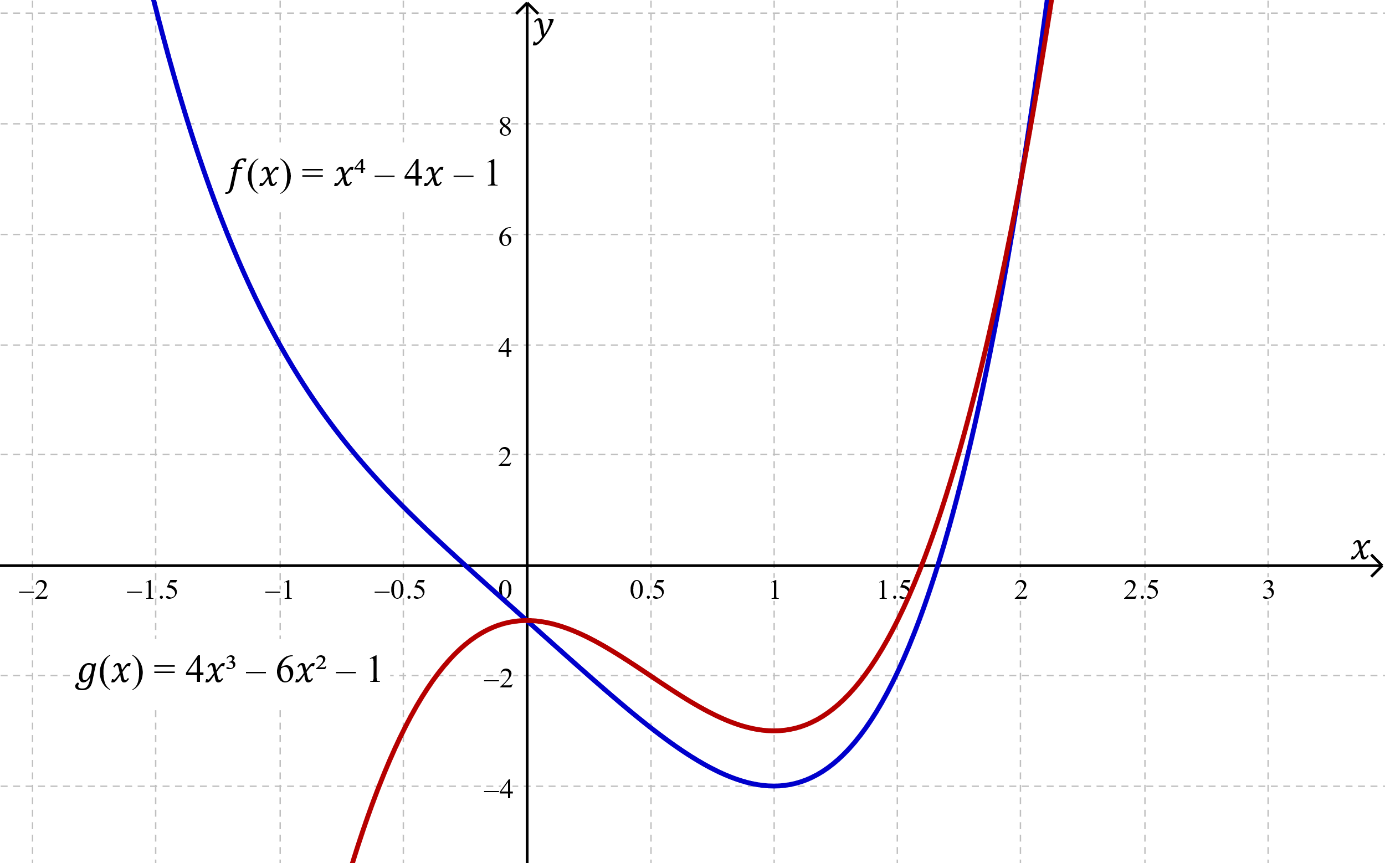 y
8
f(x) = x⁴ – 4x – 1
6
4
2
x
–2 –1.5 –1 –0.5 0 0.5 1 1.5 2 2.5 3
g(x) = 4x³ – 6x² – 1
–2
–4